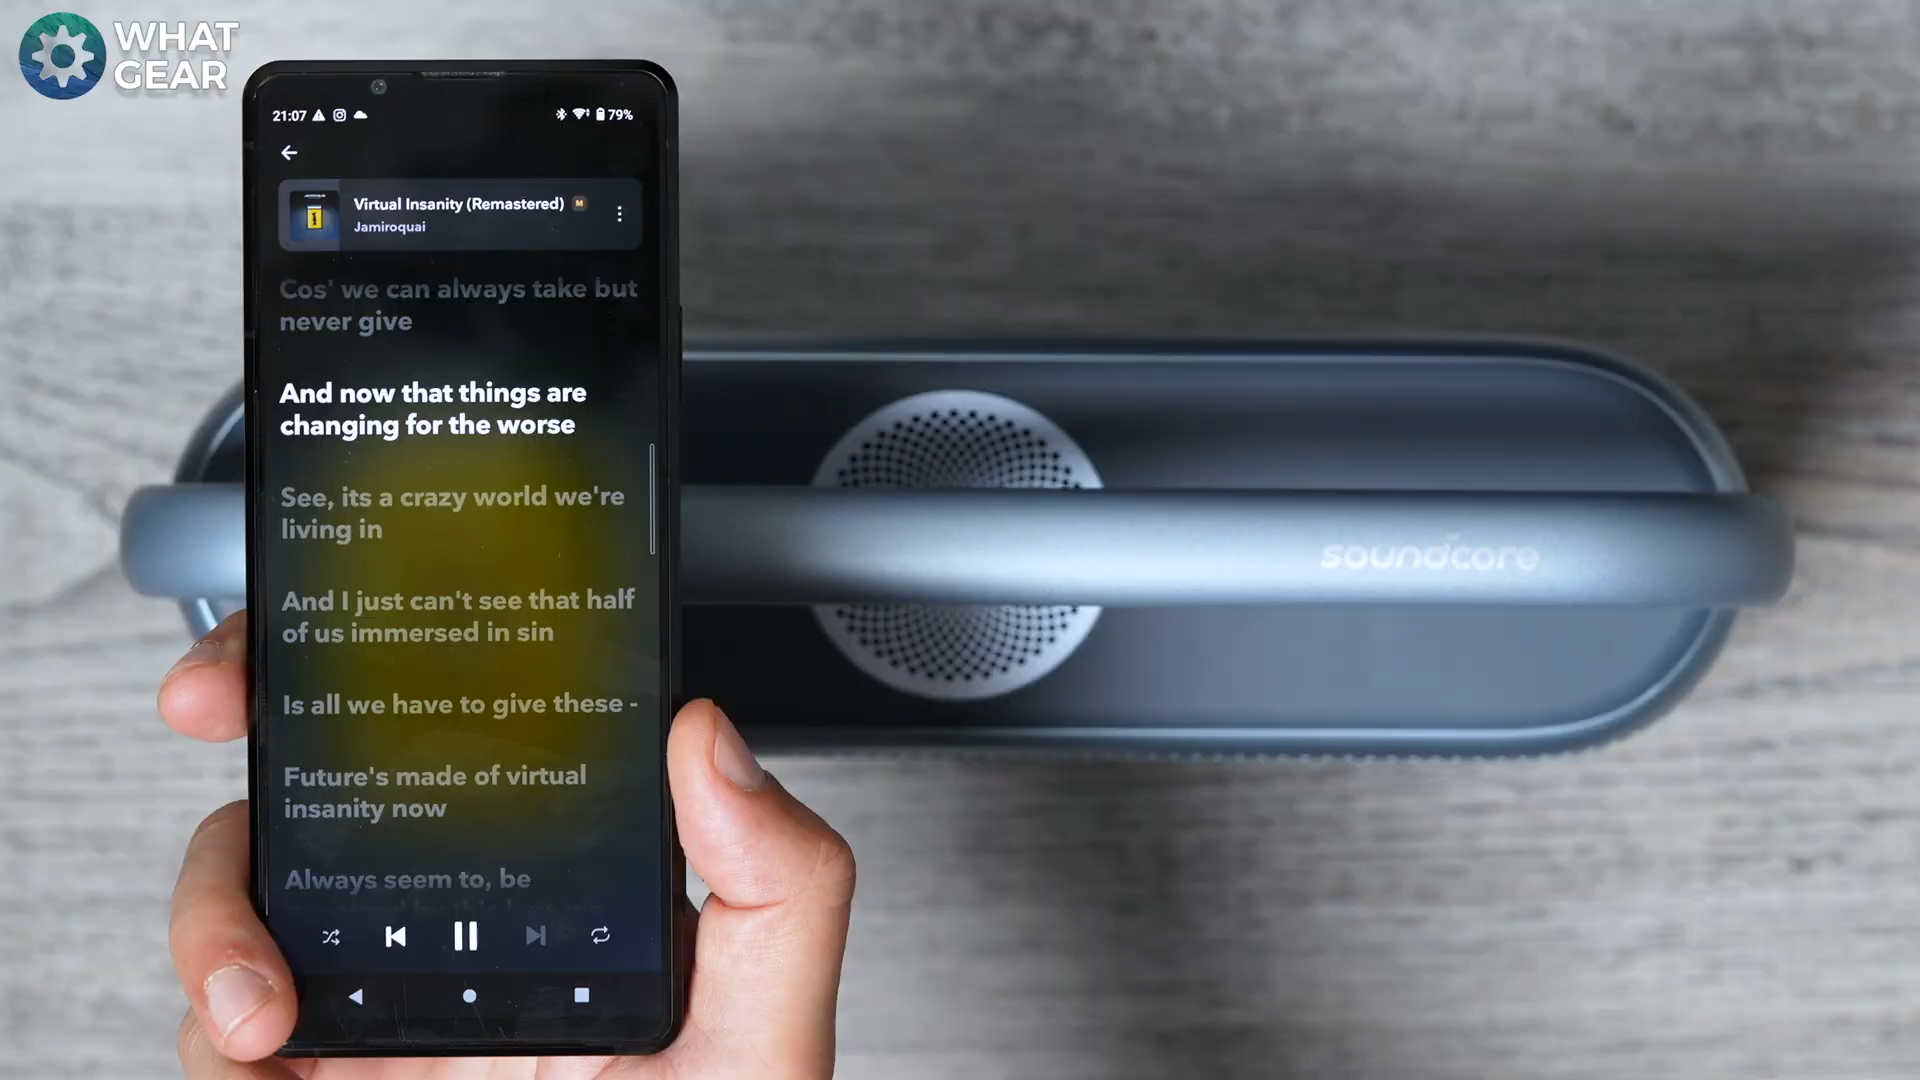 WHAT
GEAR
21:07
79%
Virtual Insanity (Remastered) M
Jamiroquai
Cos' we can always take but
never give
And now that things are
changing for the worse
See, its a crazy world we're
living in
And I just can't see that half
of us immersed in sin
Is all we have to give these -
Future's made of virtual
insanity now
Always seem to, be
soundcore